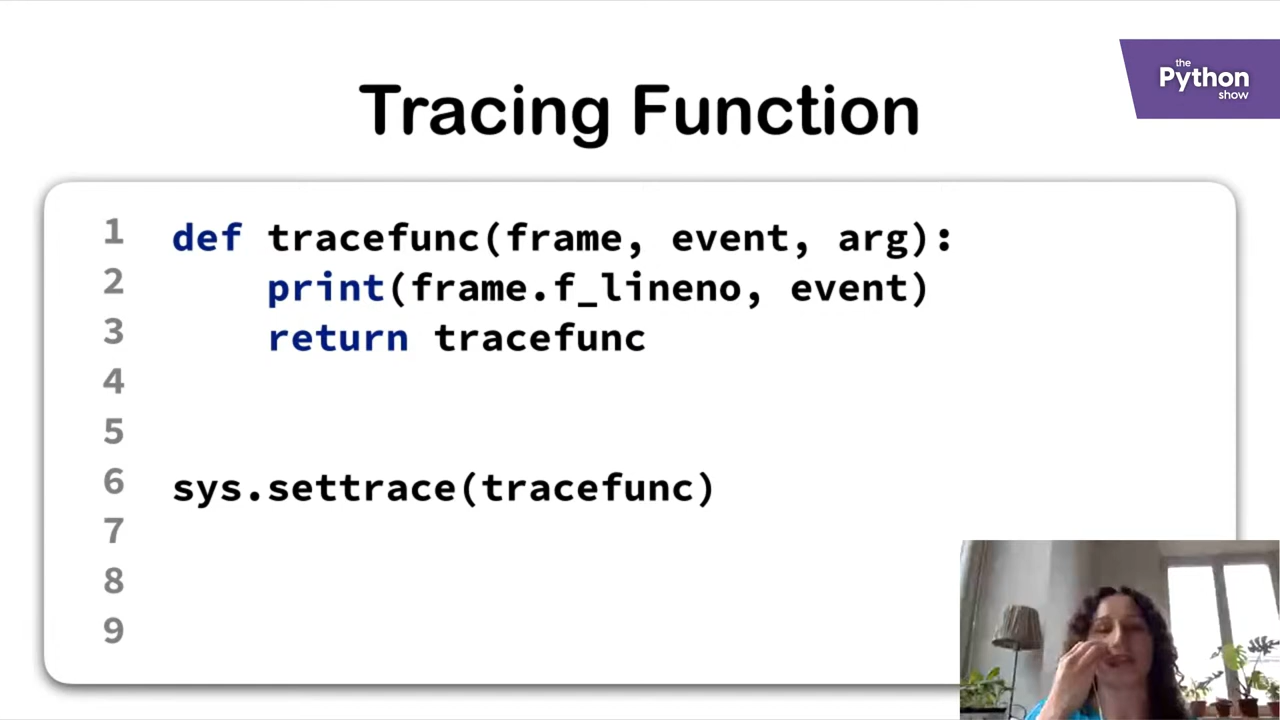 the
Python
show
Tracing Function
1 def tracefunc(frame, event, arg):
2     print(frame.f_lineno, event)
3     return tracefunc
4
5
6 sys.settrace(tracefunc)
7
8
9